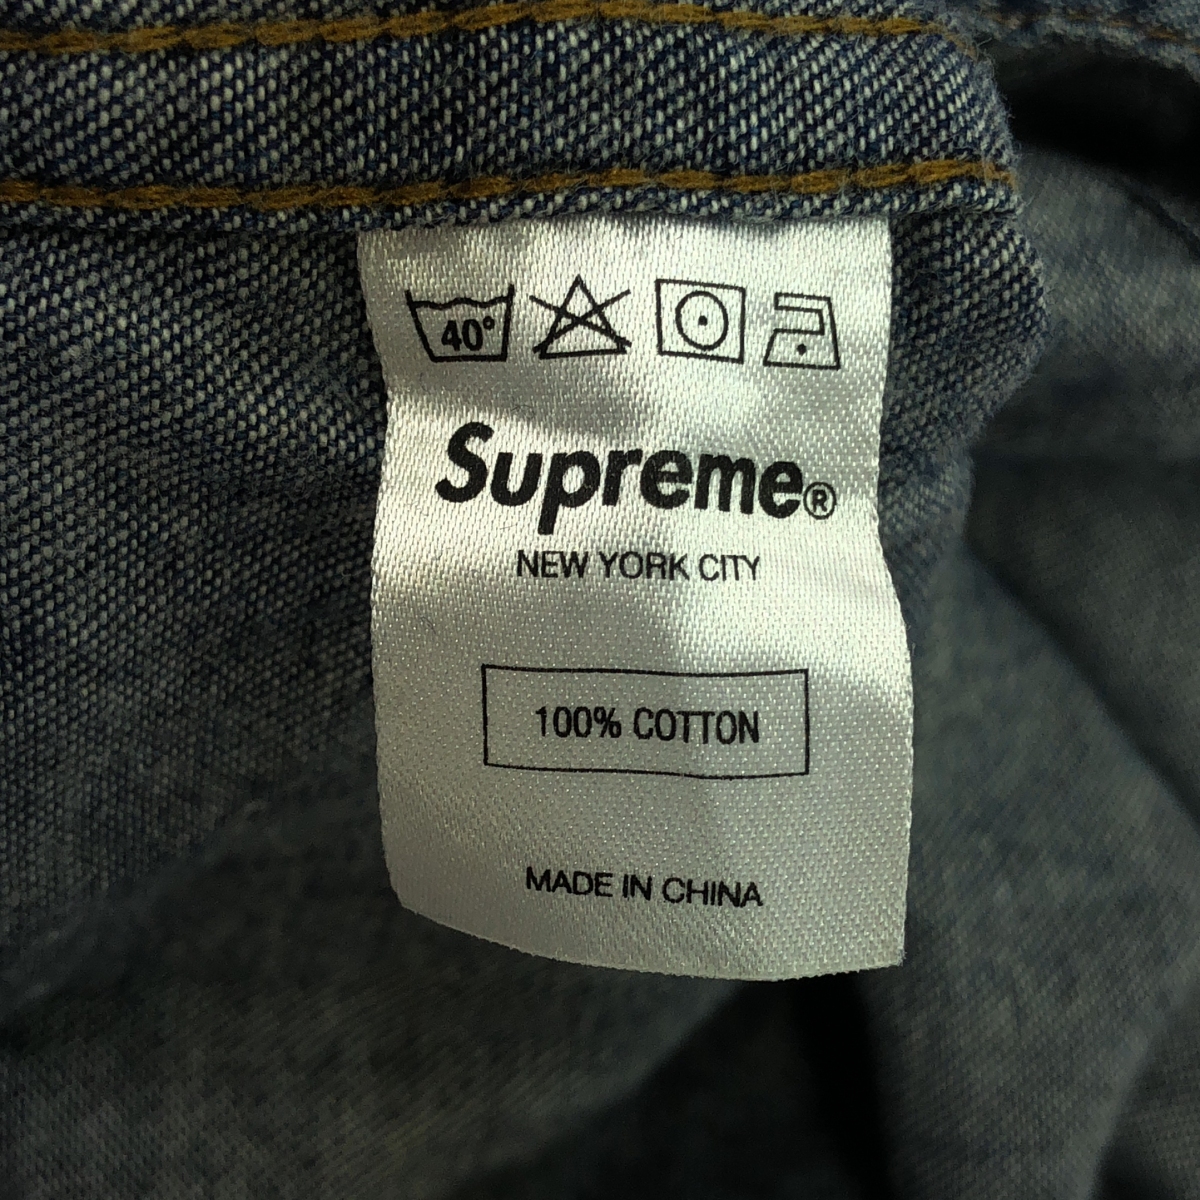 40°
Supreme®
NEW YORK CITY
100% COTTON
MADE IN CHINA